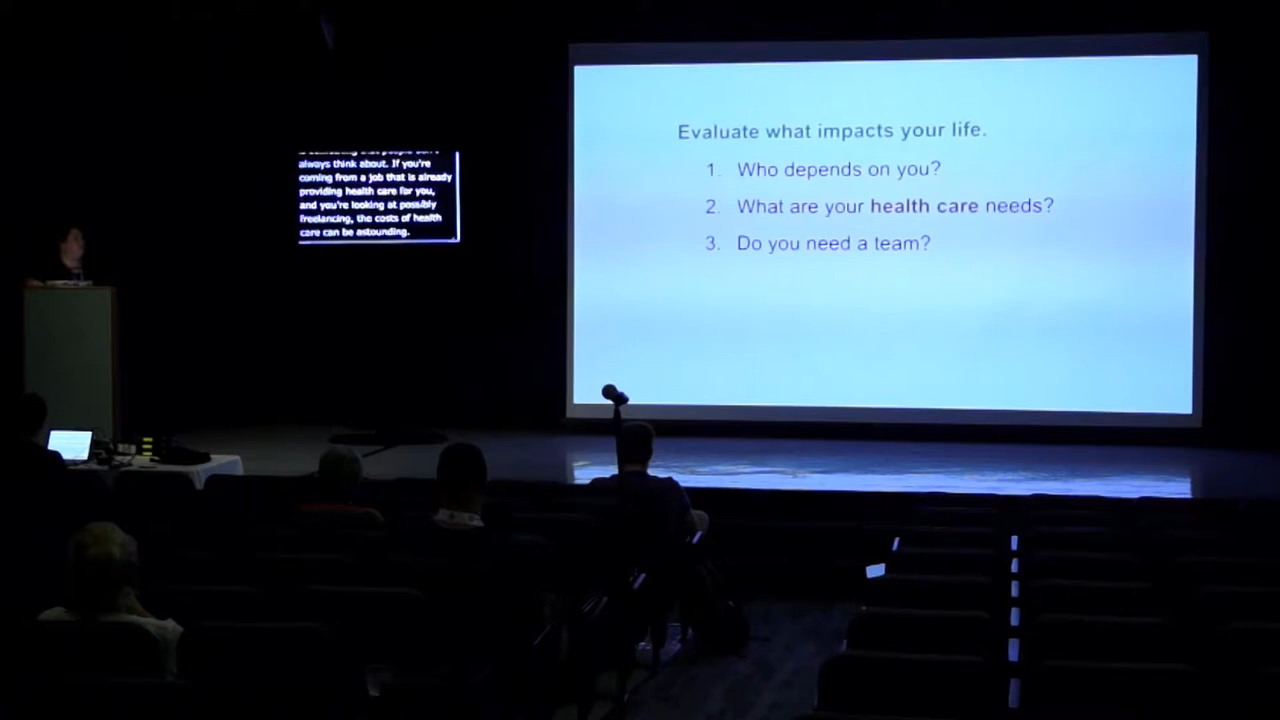 always think about. If you're
coming from a job that is already
providing health care for you,
and you're looking at possibly
freelancing, the costs of health
care can be astounding.
Evaluate what impacts your life.
1. Who depends on you?
2. What are your health care needs?
3. Do you need a team?